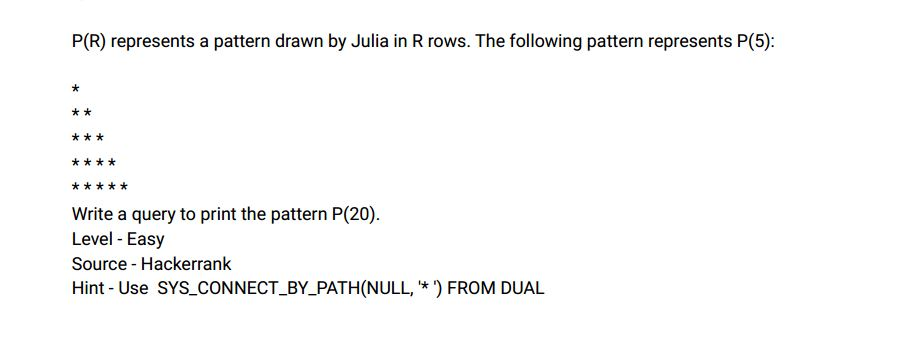 P(R) represents a pattern drawn by Julia in R rows. The following pattern represents P(5):
*
* *
* * *
* * * *
* * * * *
Write a query to print the pattern P(20).
Level - Easy
Source - Hackerrank
Hint - Use  SYS_CONNECT_BY_PATH(NULL, '* ') FROM DUAL